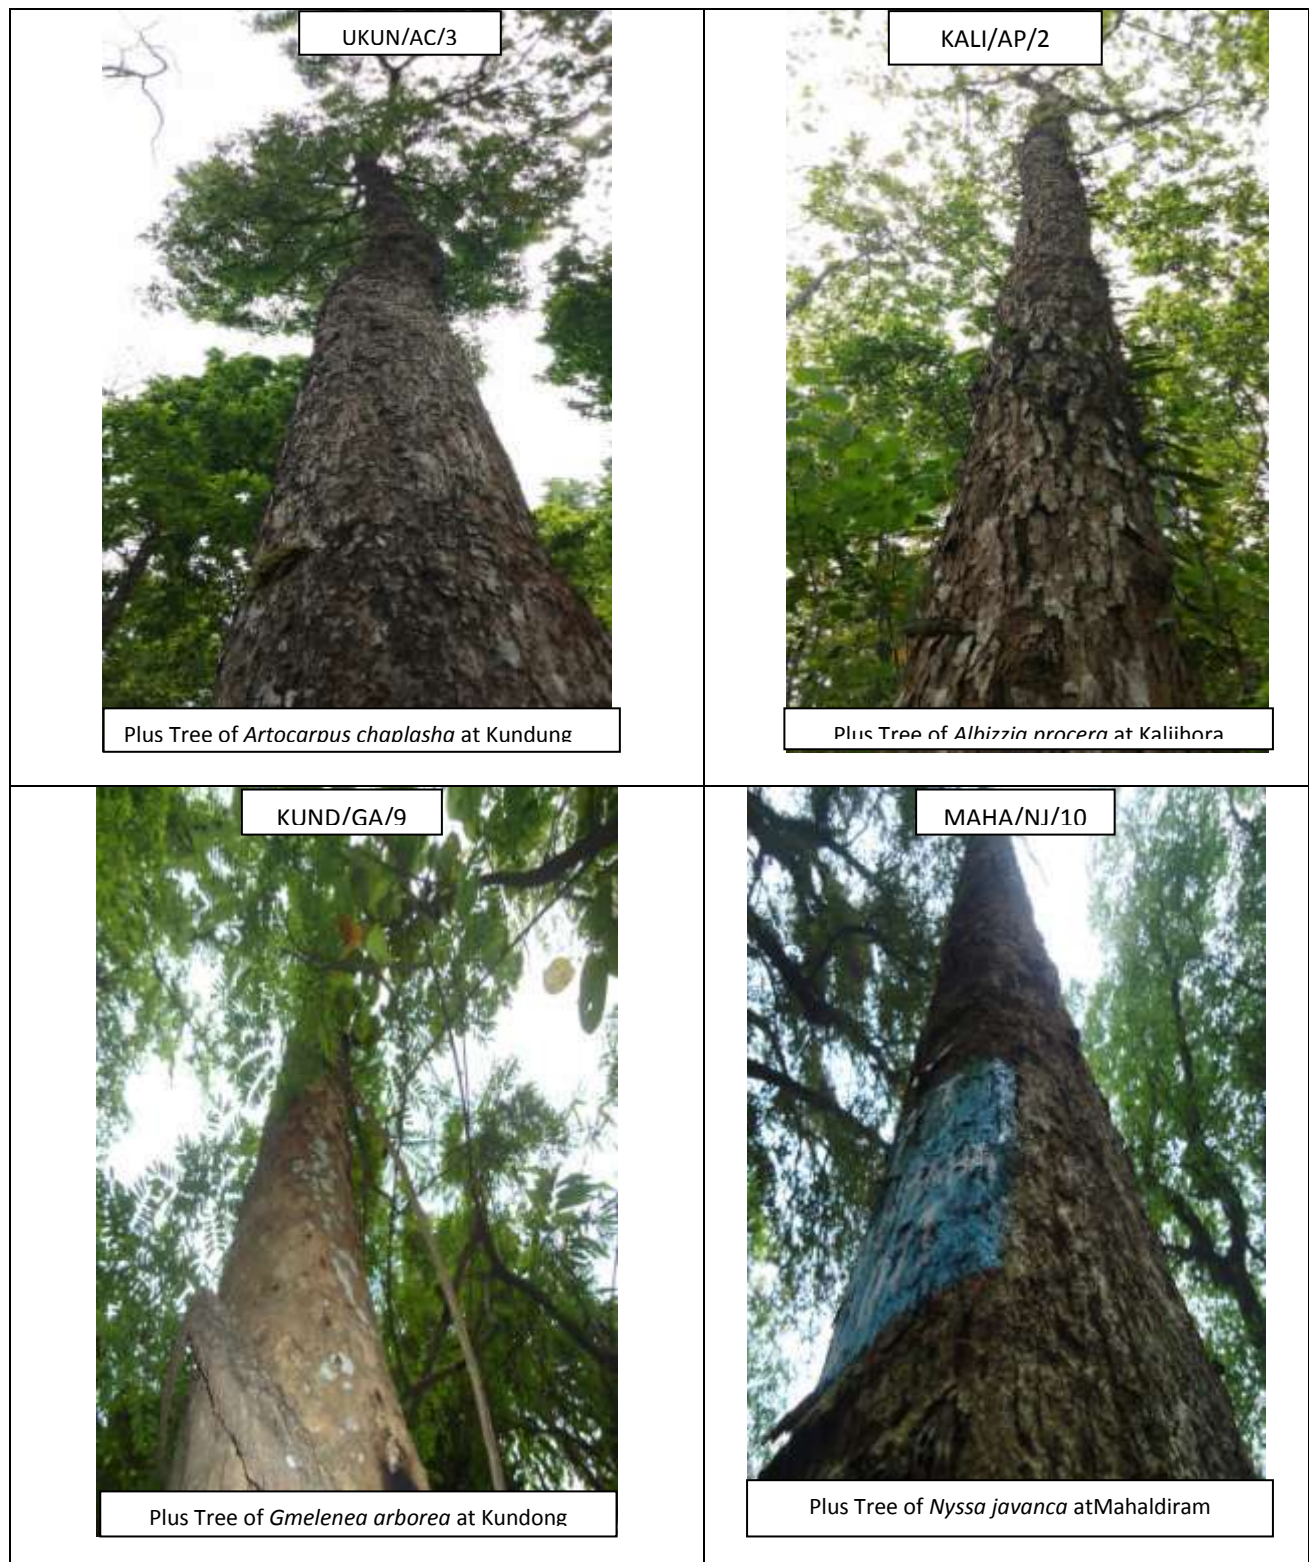 UKUN/AC/3
KALI/AP/2
Plus Tree of Artocarpus chaplasha at Kundung
Plus Tree of Albizzia procera at Kalijhora
KUND/GA/9
MAHA/NJ/10
Plus Tree of Gmelenea arborea at Kundong
Plus Tree of Nyssa javanca atMahaldiram